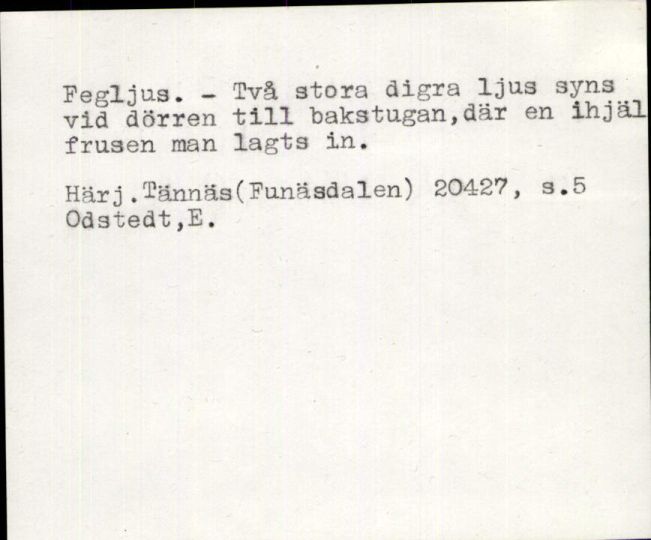 Fegljus. - Två stora digra ljus syns
vid dörren till bakstugan,där en ihjäl
frusen man lagts in.
Härj.Tännäs(Funäsdalen) 20427, s.5
Odstedt,E.